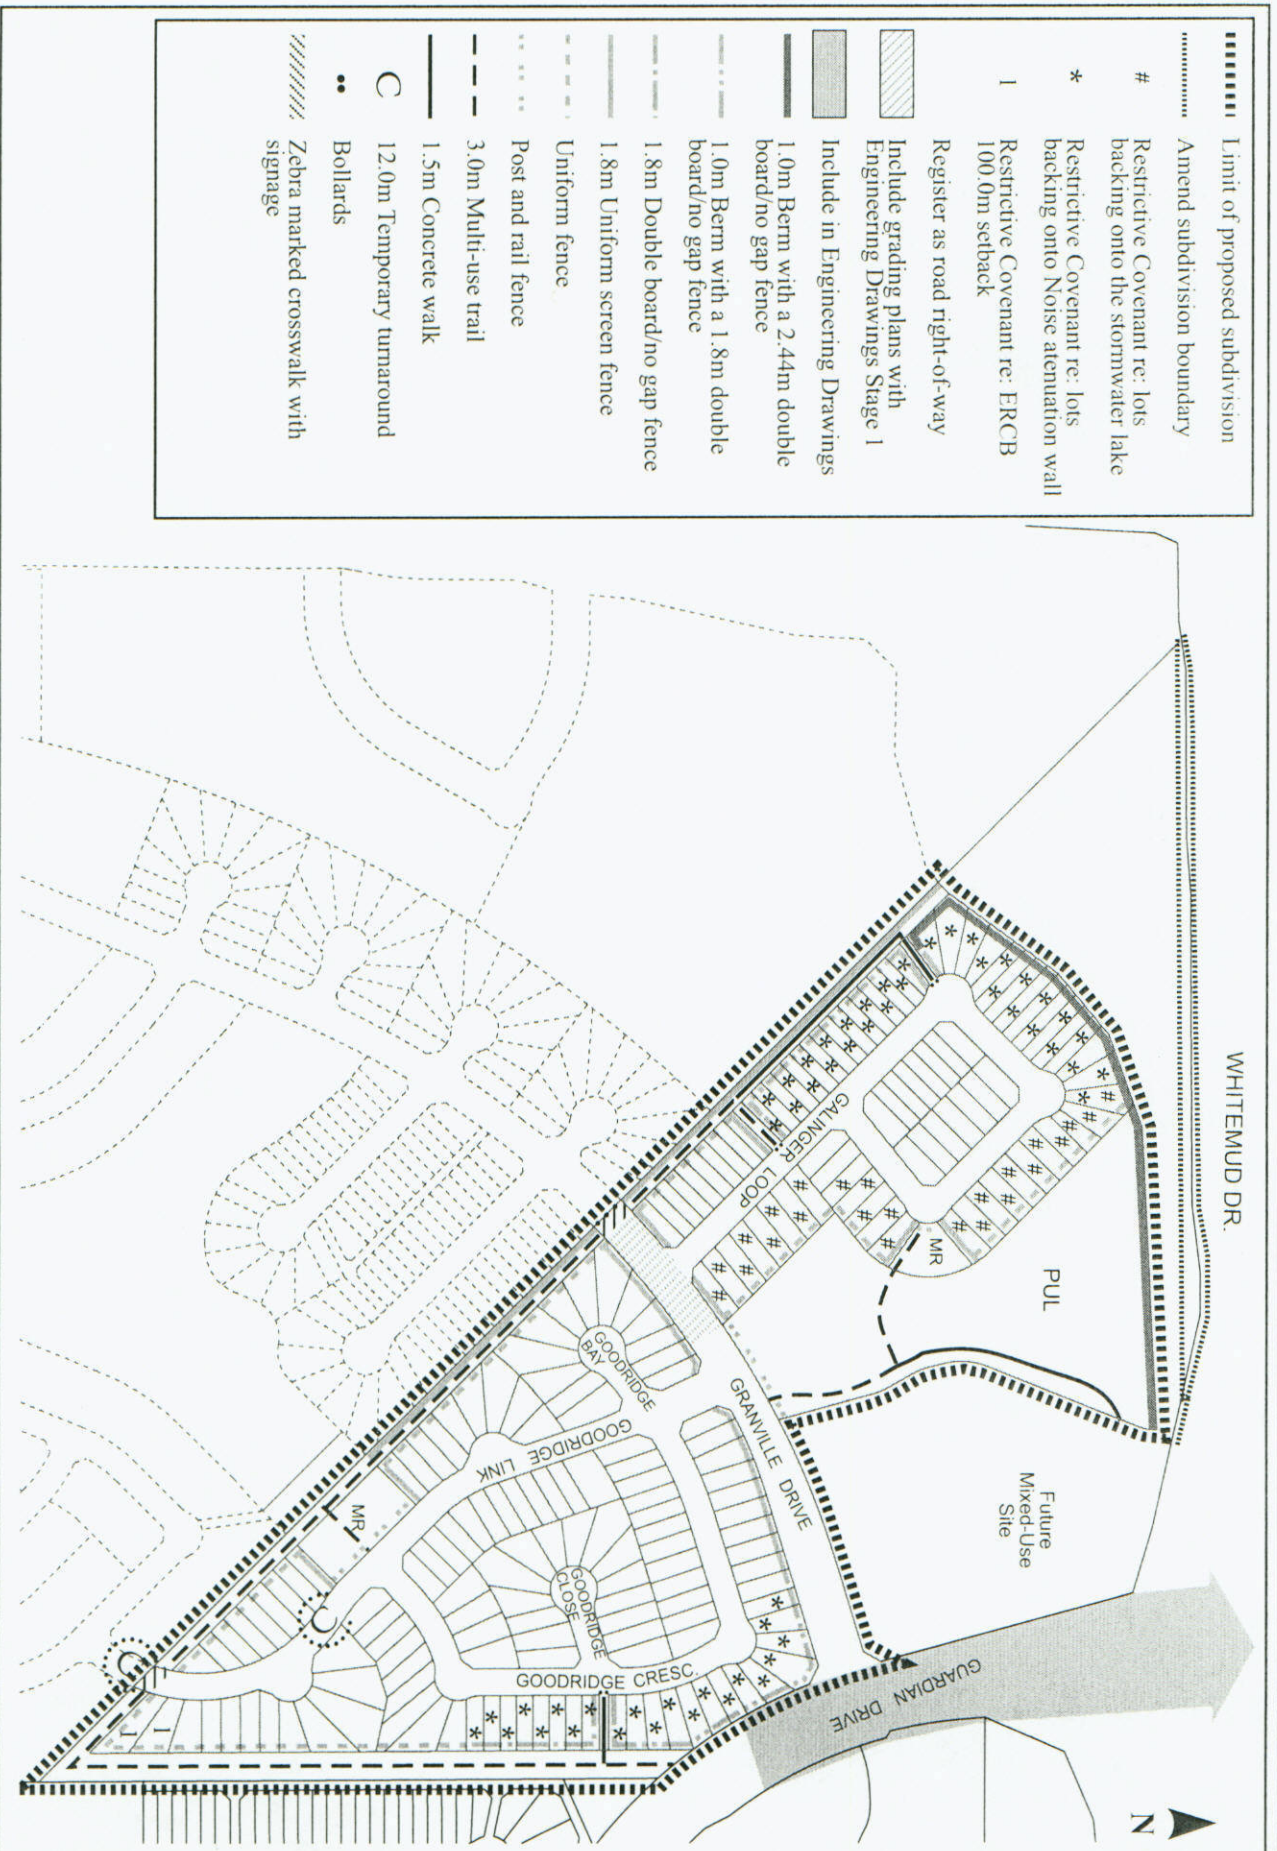 Limit of proposed subdivision
Amend subdivision boundary
# Restrictive Covenant re: lots
backing onto the stormwater lake
* Restrictive Covenant re: lots
backing onto Noise atenuation wall
I Restrictive Covenant re: ERCB
100.0m setback
Register as road right-of-way
Include grading plans with
Engineering Drawings Stage 1
Include in Engineering Drawings
1.0m Berm with a 2.44m double
board/no gap fence
1.0m Berm with a 1.8m double
board/no gap fence
1.8m Double board/no gap fence
1.8m Uniform screen fence
Uniform fence
Post and rail fence
3.0m Multi-use trail
1.5m Concrete walk
C 12.0m Temporary turnaround
Bollards
Zebra marked crosswalk with
signage
WHITEMUD DR.
PUL
MR
GALINGER LOOP
Future
Mixed-Use
Site
GRANVILLE DRIVE
GUARDIAN DRIVE
GOODRIDGE
BAY
GOODRIDGE LINK
GOODRIDGE
CLOSE
GOODRIDGE CRESC.
MR
I
I
N